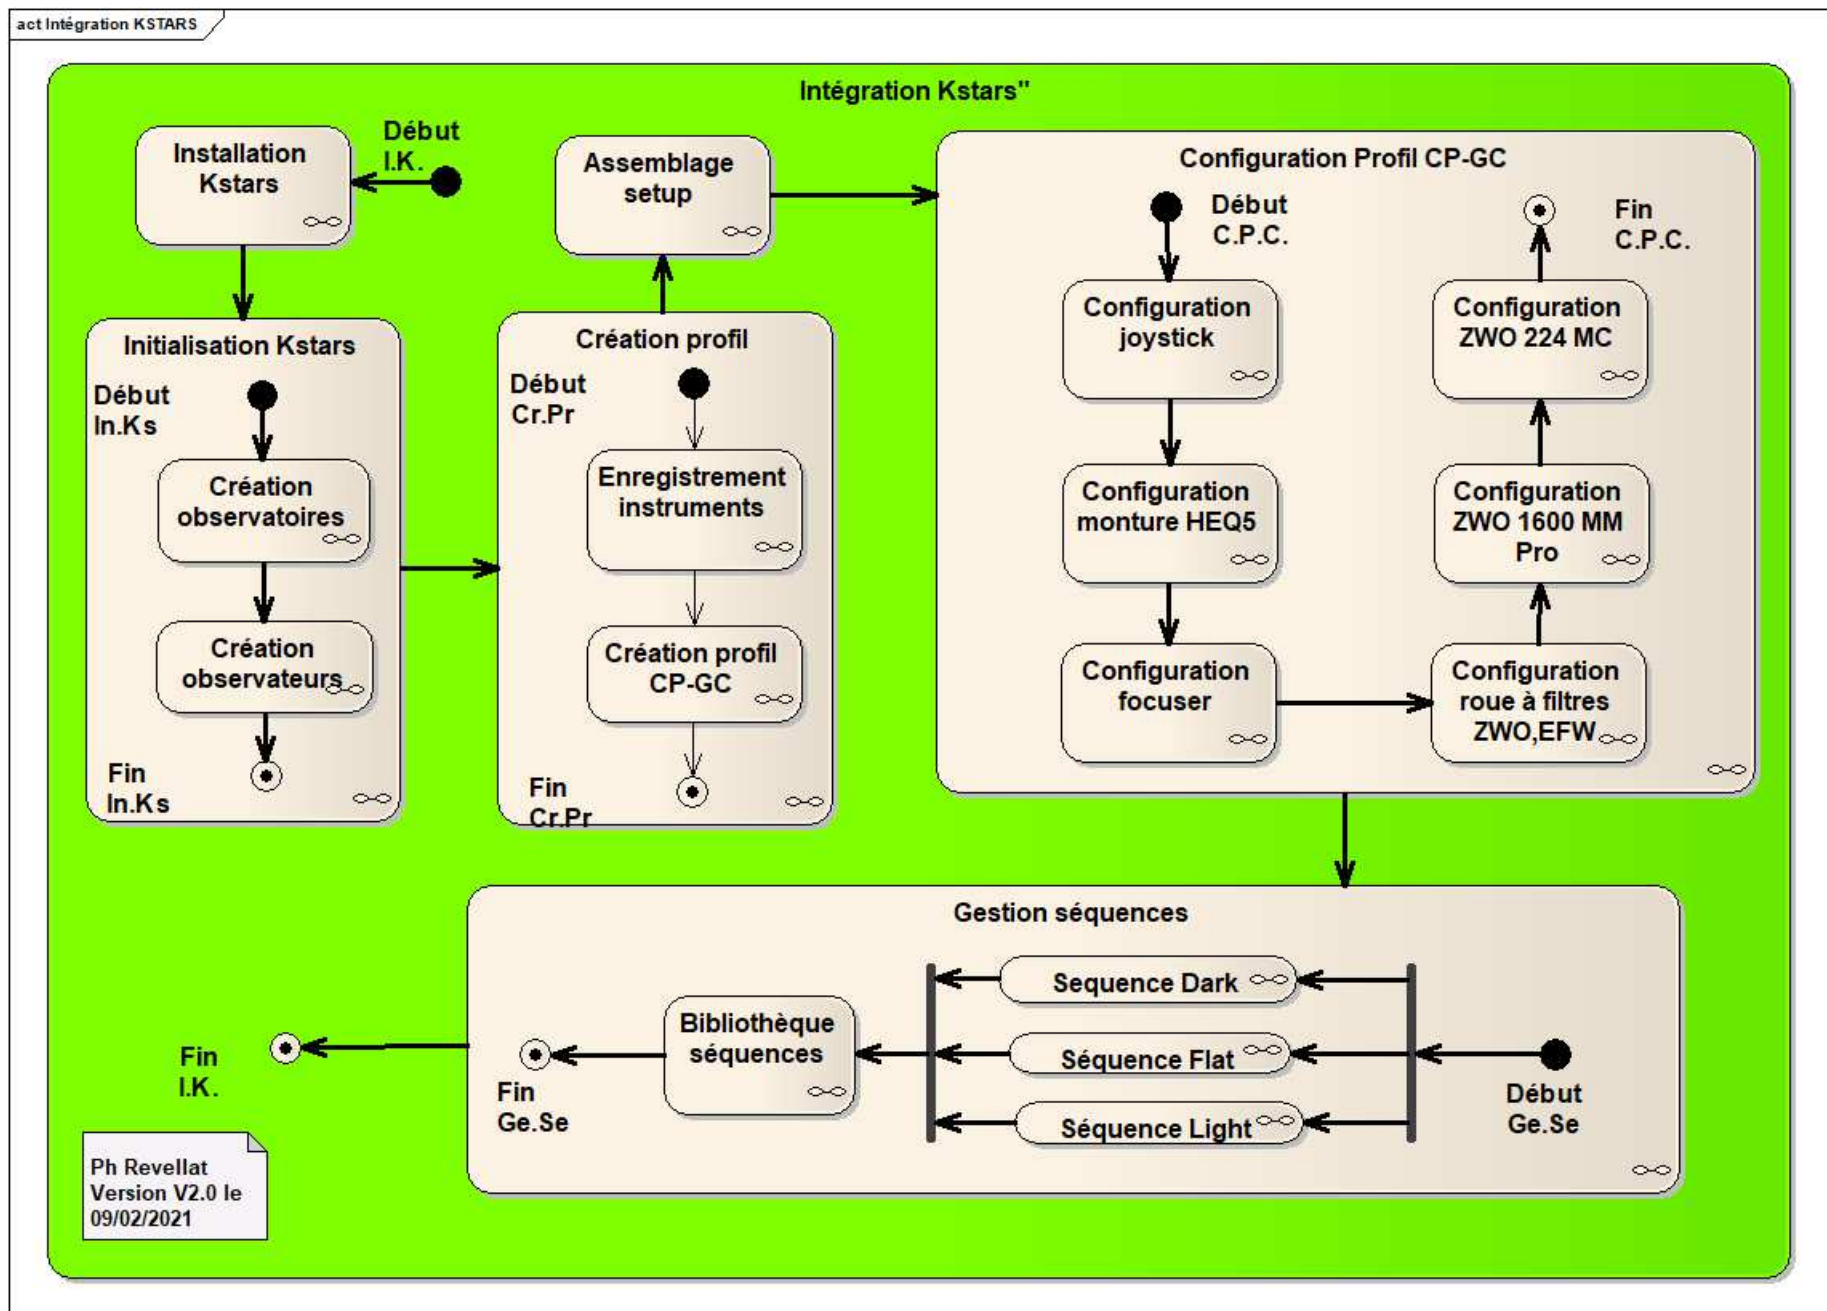 act Intégration KSTARS
Intégration Kstars"
Début
I.K.
Installation
Kstars
Initialisation Kstars
Début
In.Ks
Création
observatoires
Création
observateurs
Fin
In.Ks
Création profil
Début
Cr.Pr
Enregistrement
instruments
Création profil
CP-GC
Fin
Cr.Pr
Assemblage
setup
Configuration Profil CP-GC
Début
C.P.C.
Configuration
joystick
Configuration
monture HEQ5
Configuration
focuser
Configuration
roue à filtres
ZWO,EFW
Configuration
ZWO 1600 MM
Pro
Configuration
ZWO 224 MC
Fin
C.P.C.
Gestion séquences
Début
Ge.Se
Sequence Dark
Séquence Flat
Séquence Light
Bibliothèque
séquences
Fin
Ge.Se
Fin
I.K.
Ph Revellat
Version V2.0 le
09/02/2021